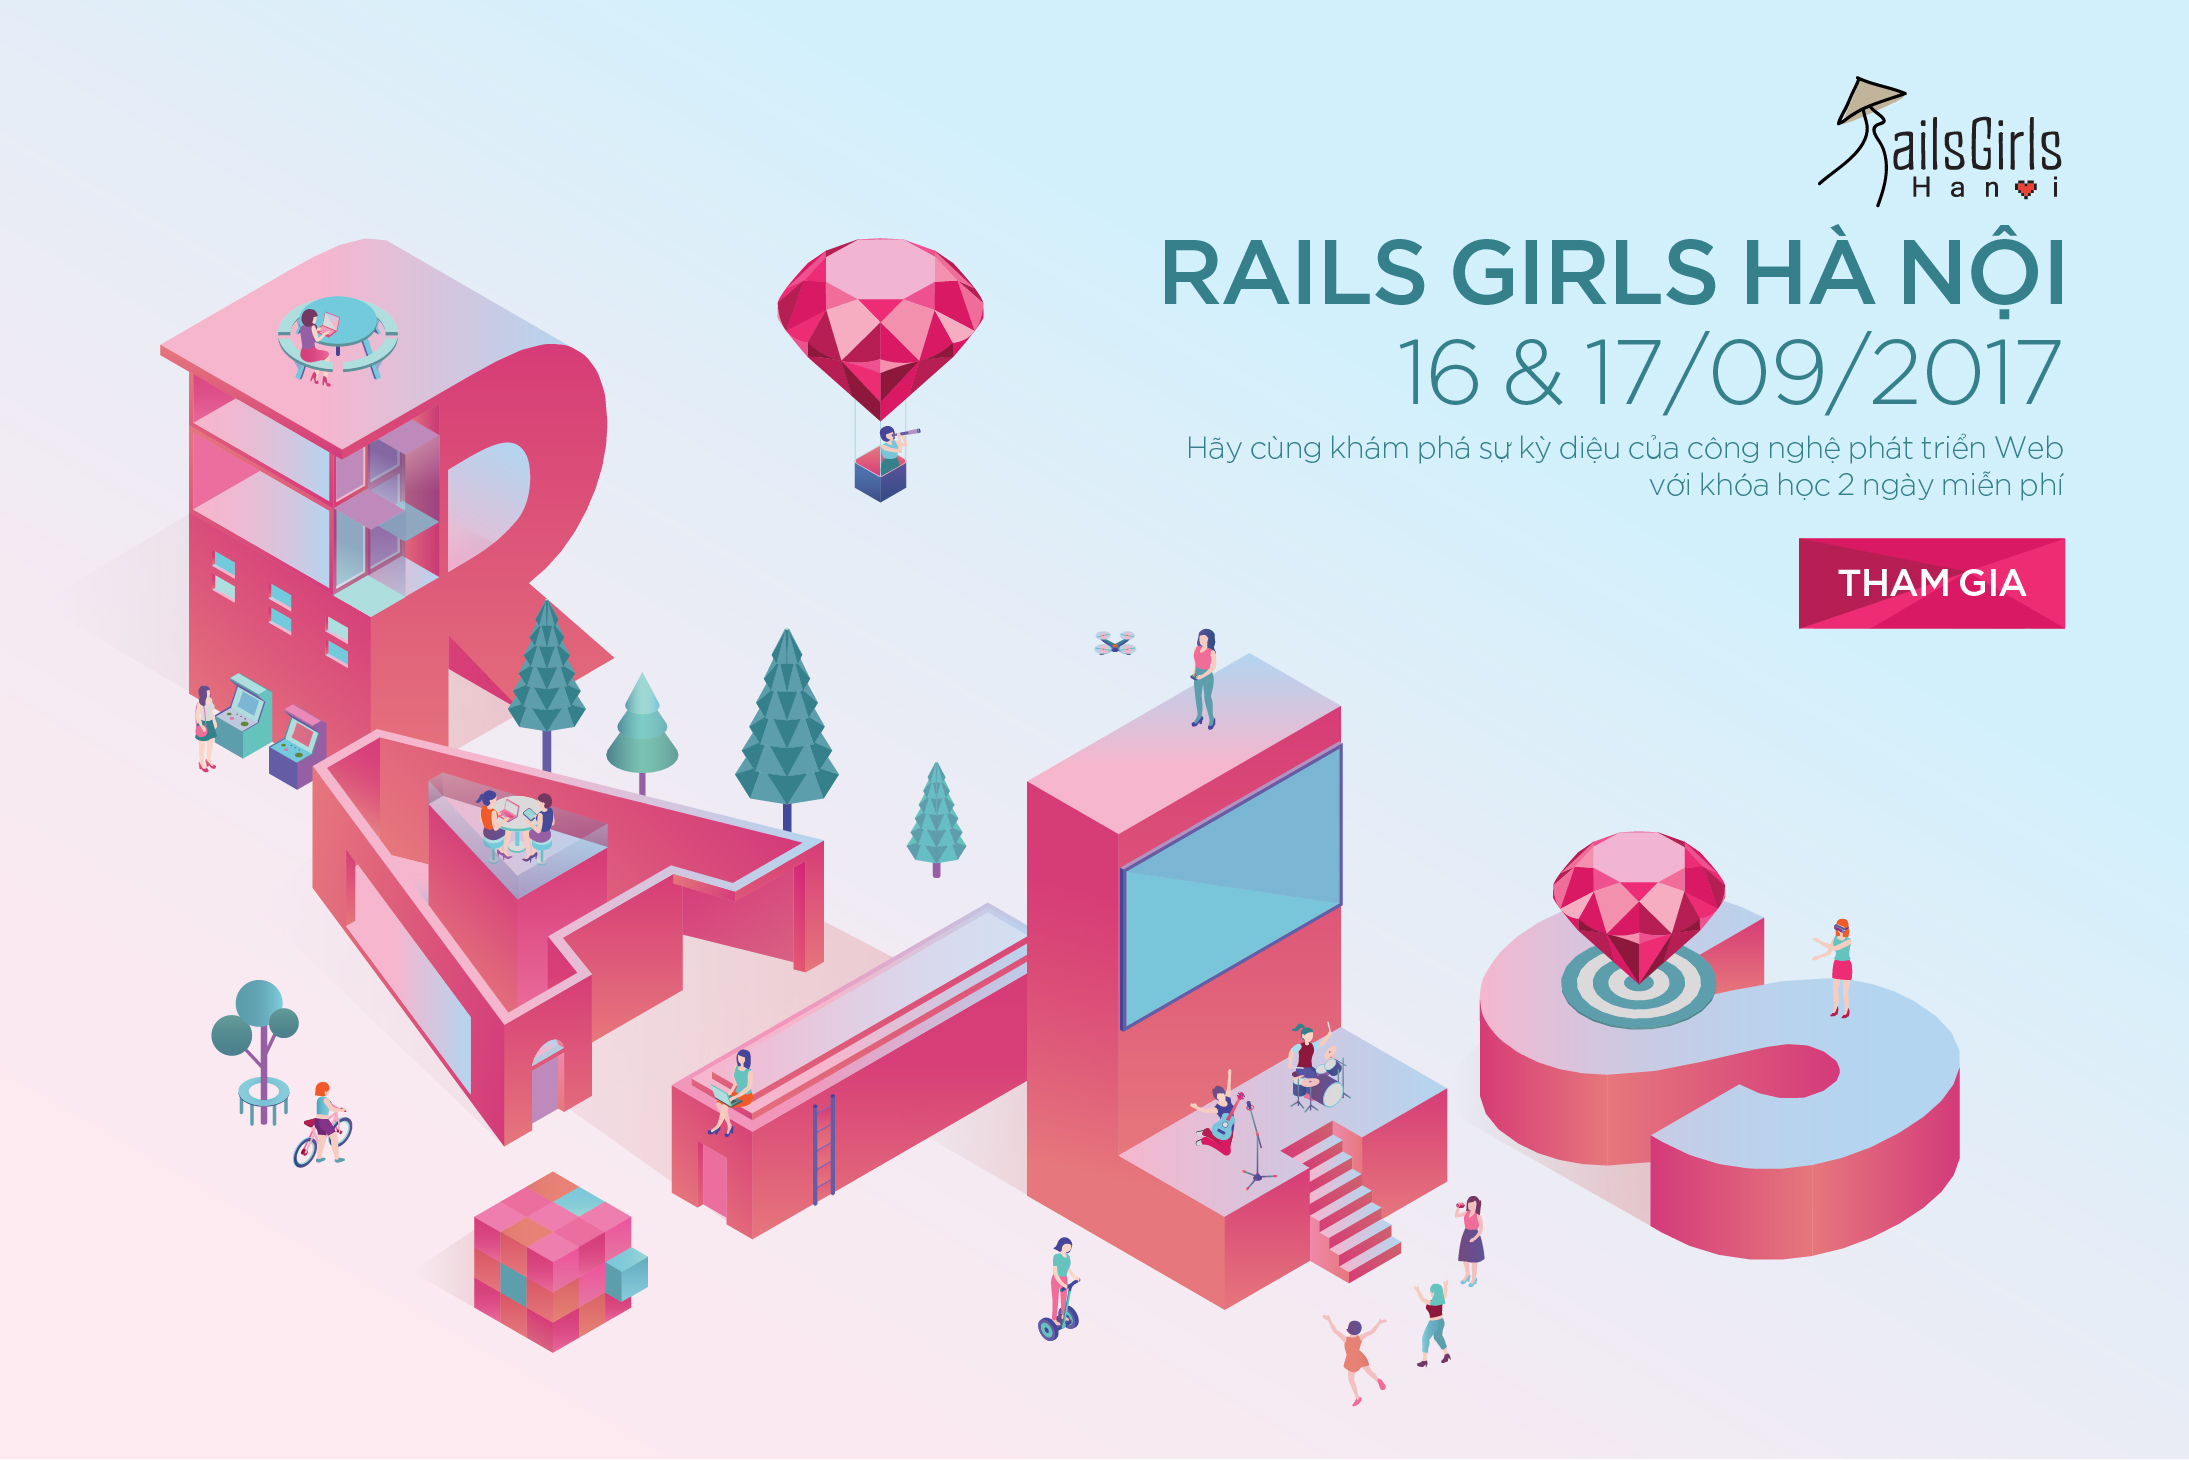 RailsGirls
Hanoi
RAILS GIRLS HÀ NỘI
16 & 17/09/2017
Hãy cùng khám phá sự kỳ diệu của công nghệ phát triển Web
với khóa học 2 ngày miễn phí
THAM GIA
RAILS